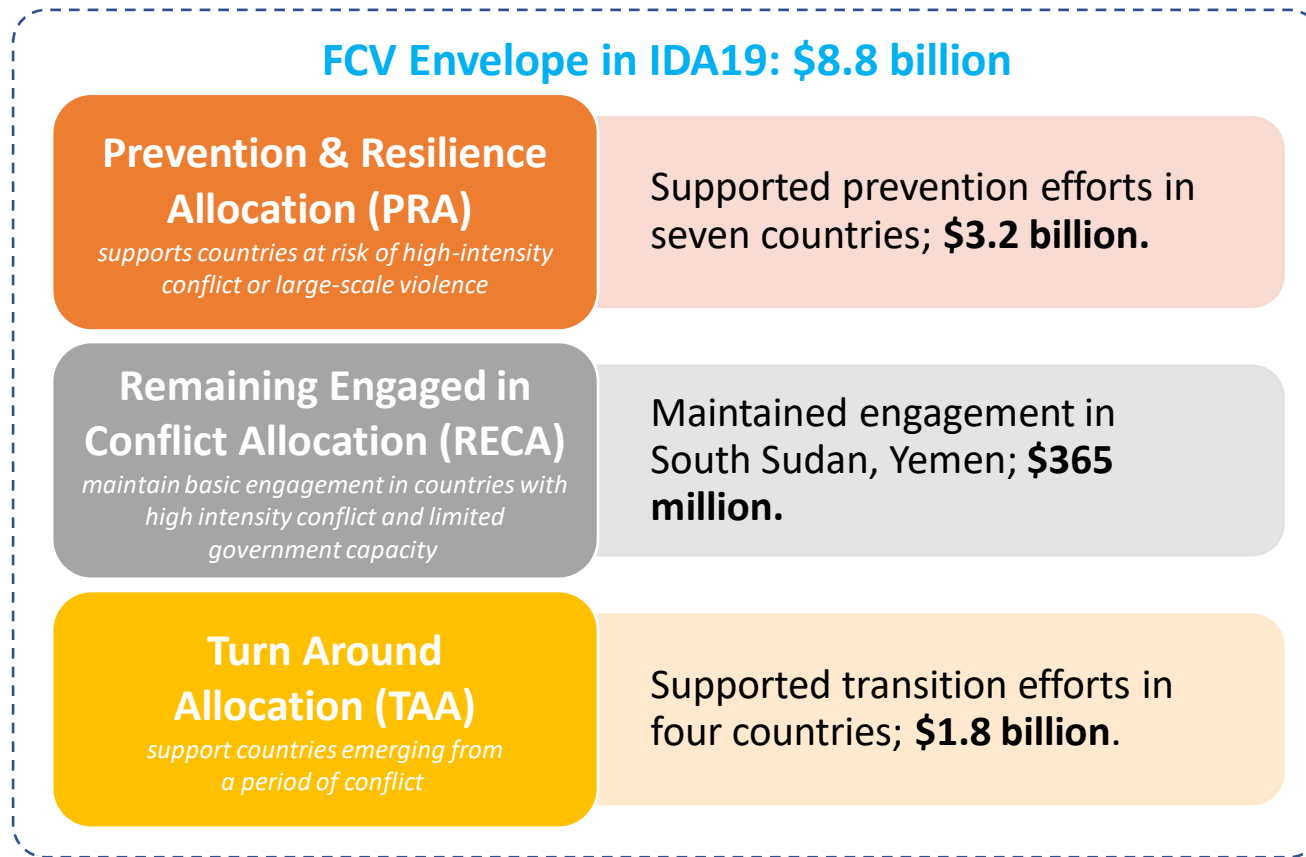 FCV Envelope in IDA19: $8.8 billion
Prevention & Resilience
Allocation (PRA)
supports countries at risk of high-intensity
conflict or large-scale violence
Supported prevention efforts in
seven countries; $3.2 billion.
Remaining Engaged in
Conflict Allocation (RECA)
maintain basic engagement in countries with
high intensity conflict and limited
government capacity
Maintained engagement in
South Sudan, Yemen; $365
million.
Turn Around
Allocation (TAA)
support countries emerging from
a period of conflict
Supported transition efforts in
four countries; $1.8 billion.